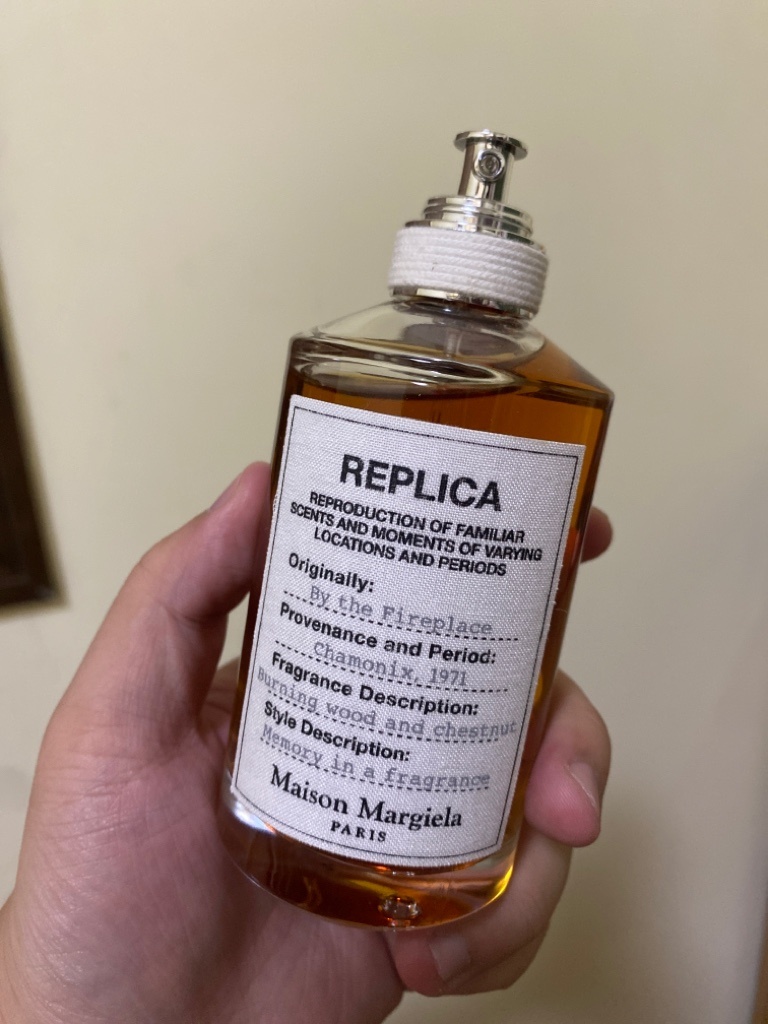 REPLICA
REPRODUCTION OF FAMILIAR
SCENTS AND MOMENTS OF VARYING
LOCATIONS AND PERIODS
Originally:
By the Fireplace
Provenance and Period:
Chamonix, 1971
Fragrance Description:
Burning wood and chestnut
Style Description:
Memory in a fragrance
Maison Margiela
PARIS